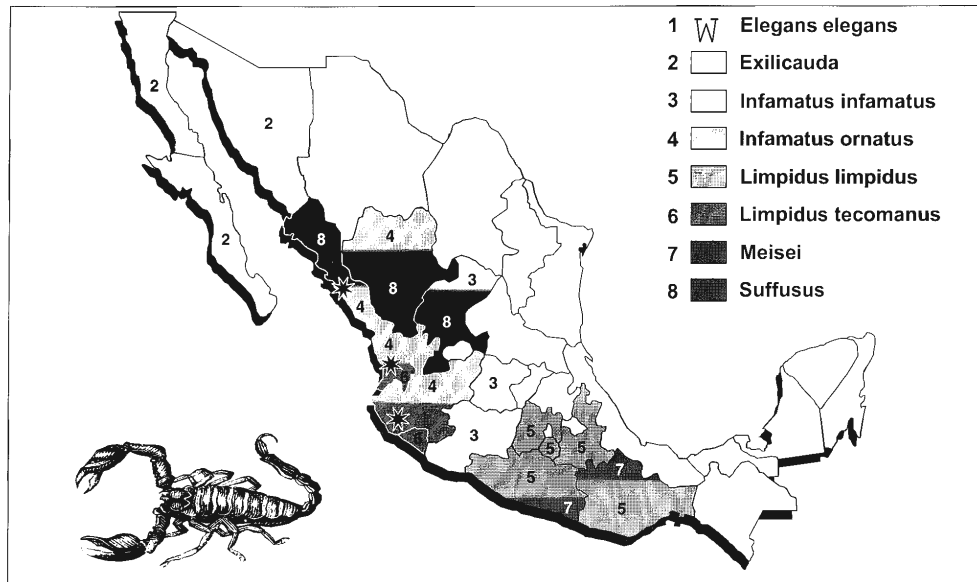 1 Elegans elegans
2 Exilicauda
3 Infamatus infamatus
4 Infamatus ornatus
5 Limpidus limpidus
6 Limpidus tecomanus
7 Meisei
8 Suffusus
2
2
2
8
4
4
8
3
8
4
6
4
3
3
6
5
5
5
5
7
7
5